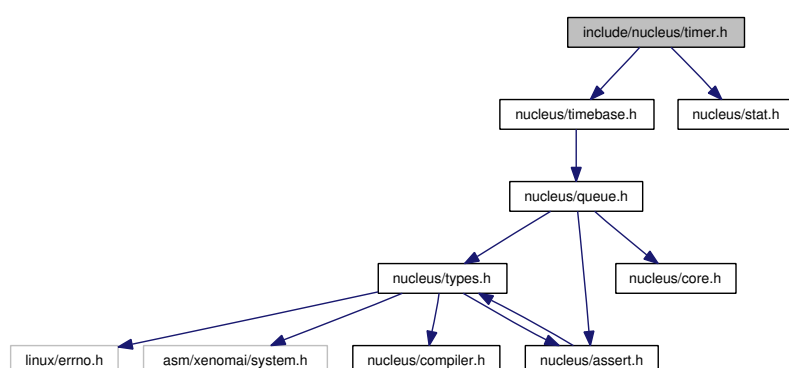 include/nucleus/timer.h
nucleus/timebase.h
nucleus/stat.h
nucleus/queue.h
nucleus/types.h
nucleus/core.h
linux/errno.h
asm/xenomai/system.h
nucleus/compiler.h
nucleus/assert.h